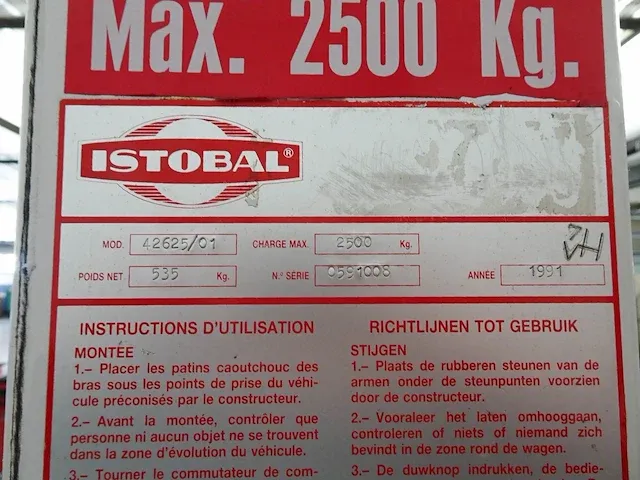 Max. 2500 Kg.
ISTOBAL®
MOD. 42625/01 CHARGE MAX. 2500 Kg.
POIDS NET. 535 Kg. N.º SÉRIE 0591008 ANNÉE 1991
INSTRUCTIONS D'UTILISATION
MONTÉE
1.– Placer les patins caoutchouc des
bras sous les points de prise du véhi-
cule préconisés par le constructeur.
2.– Avant la montée, contrôler que
personne ni aucun objet ne se trouvent
dans la zone d'évolution du véhicule.
3.– Tourner le commutateur de com-
RICHTLIJNEN TOT GEBRUIK
STIJGEN
1.– Plaats de rubberen steunen van de
armen onder de steunpunten voorzien
door de constructeur.
2.– Vooraleer het laten omhooggaan,
controleren of niets of niemand zich
bevindt in de zone rond de wagen.
3.– De duwknop indrukken, de bedie-